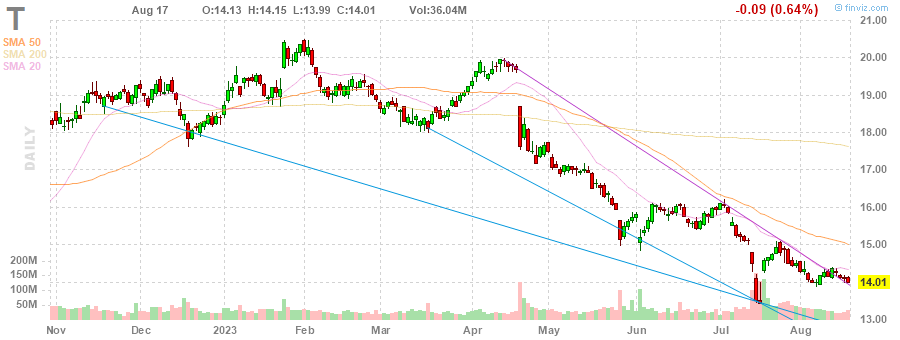 T
Aug 17 O:14.13 H:14.15 L:13.99 C:14.01 Vol:36.04M -0.09 (0.64%) © finviz.com
SMA 50
SMA 200
SMA 20
DAILY
21.00
20.00
19.00
18.00
17.00
16.00
15.00
14.01
13.00
200M
150M
100M
50M
Nov Dec 2023 Feb Mar Apr May Jun Jul Aug